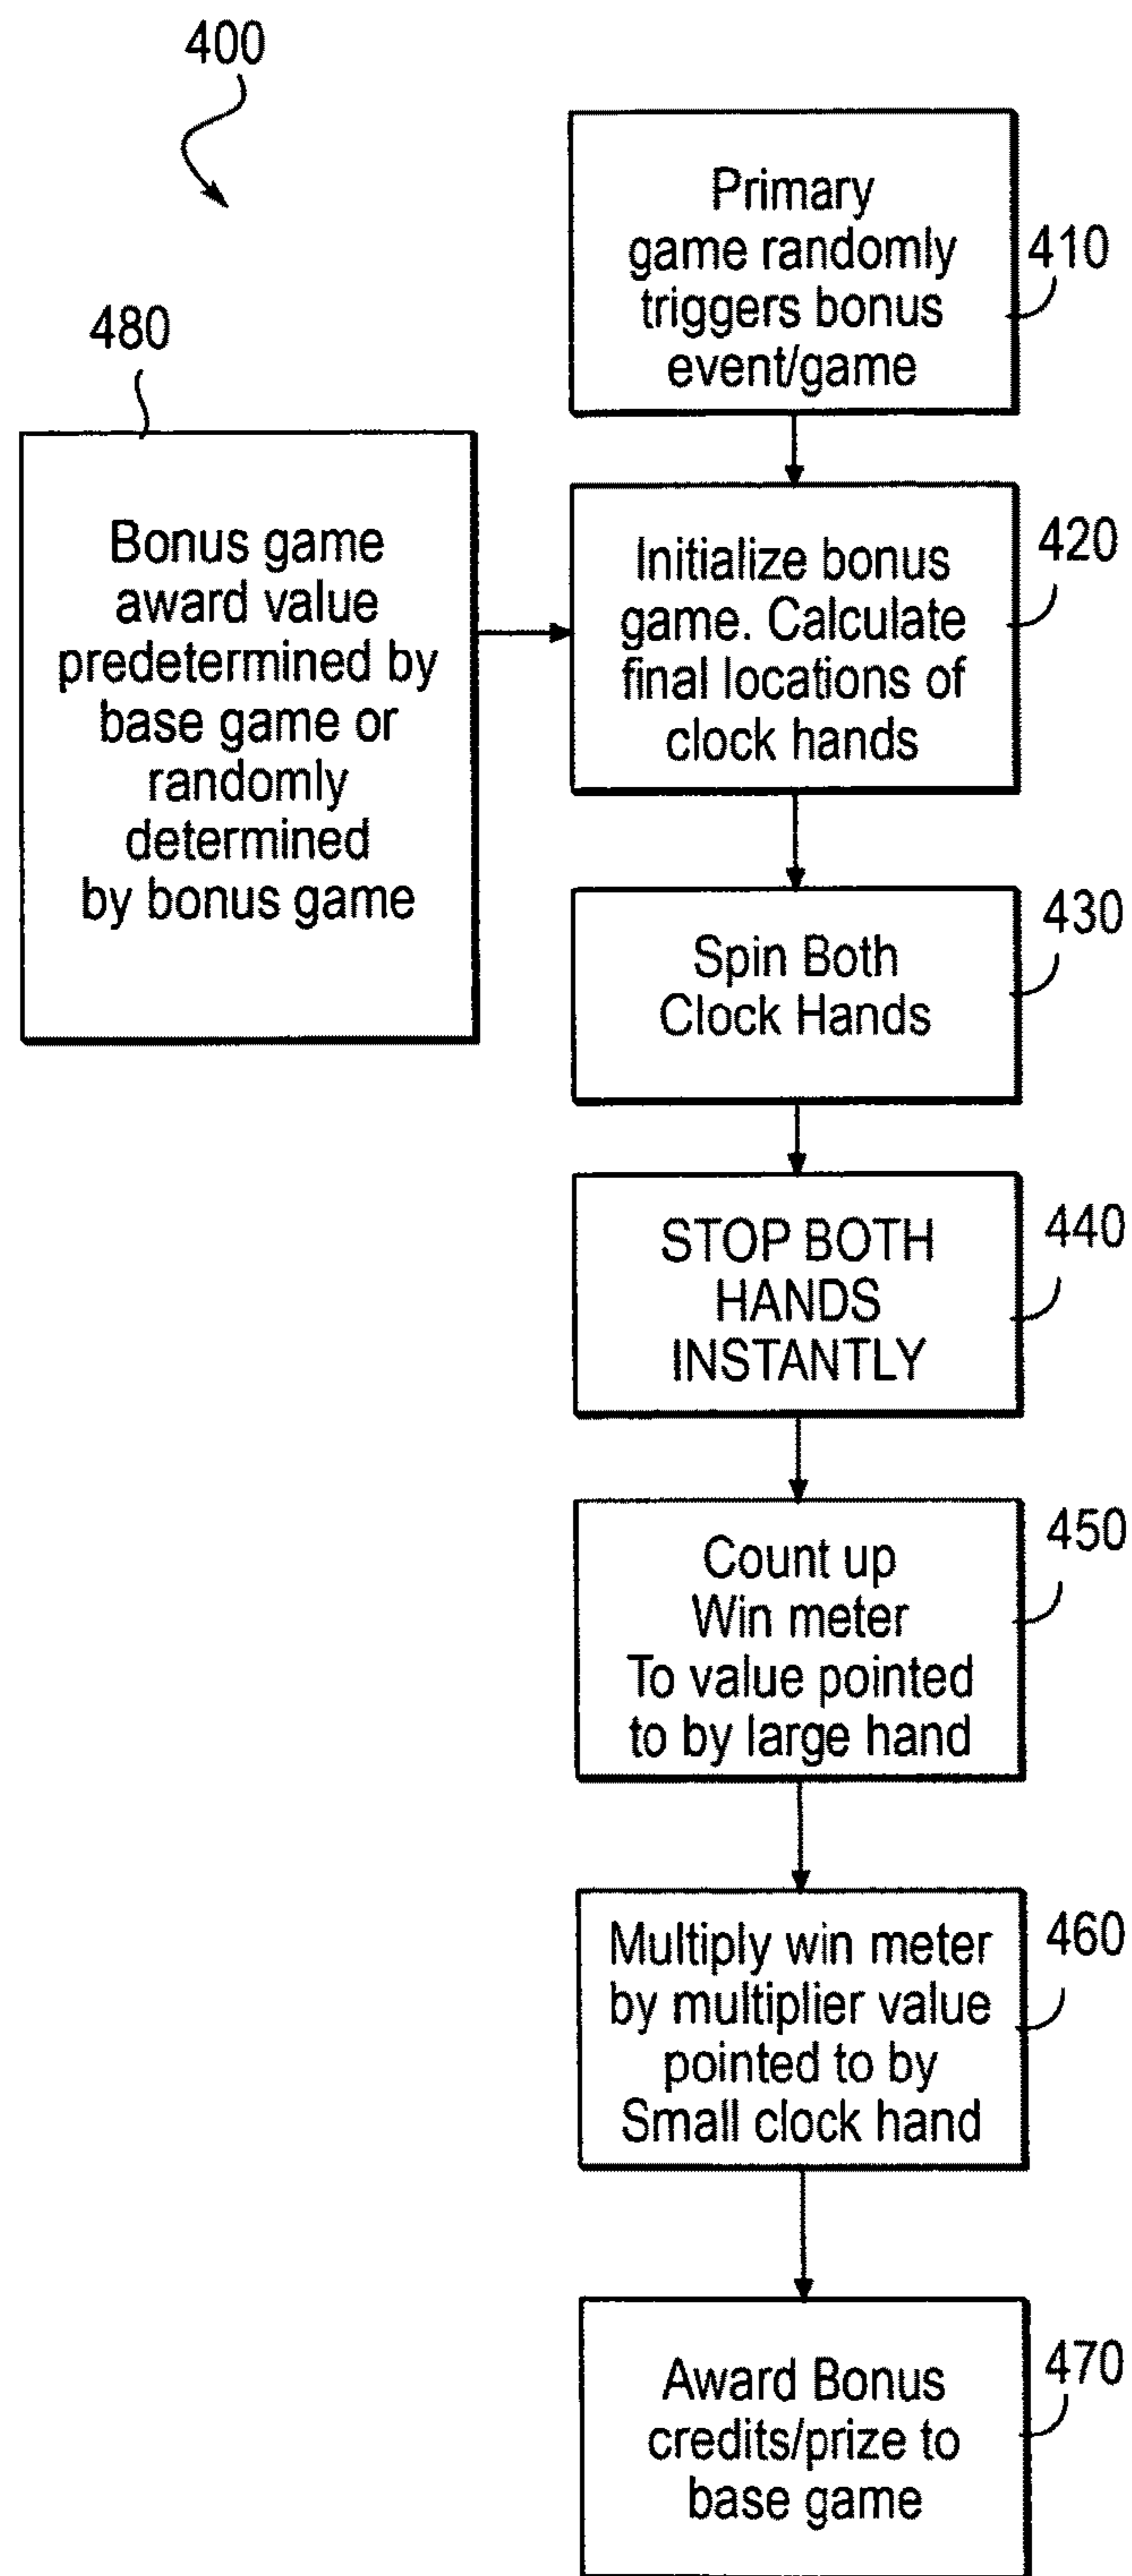 400
Primary
game randomly
triggers bonus
event/game
410
480
Bonus game
award value
predetermined by
base game or
randomly
determined
by bonus game
Initialize bonus
game. Calculate
final locations of
clock hands
420
Spin Both
Clock Hands
430
STOP BOTH
HANDS
INSTANTLY
440
Count up
Win meter
To value pointed
to by large hand
450
Multiply win meter
by multiplier value
pointed to by
Small clock hand
460
Award Bonus
credits/prize to
base game
470